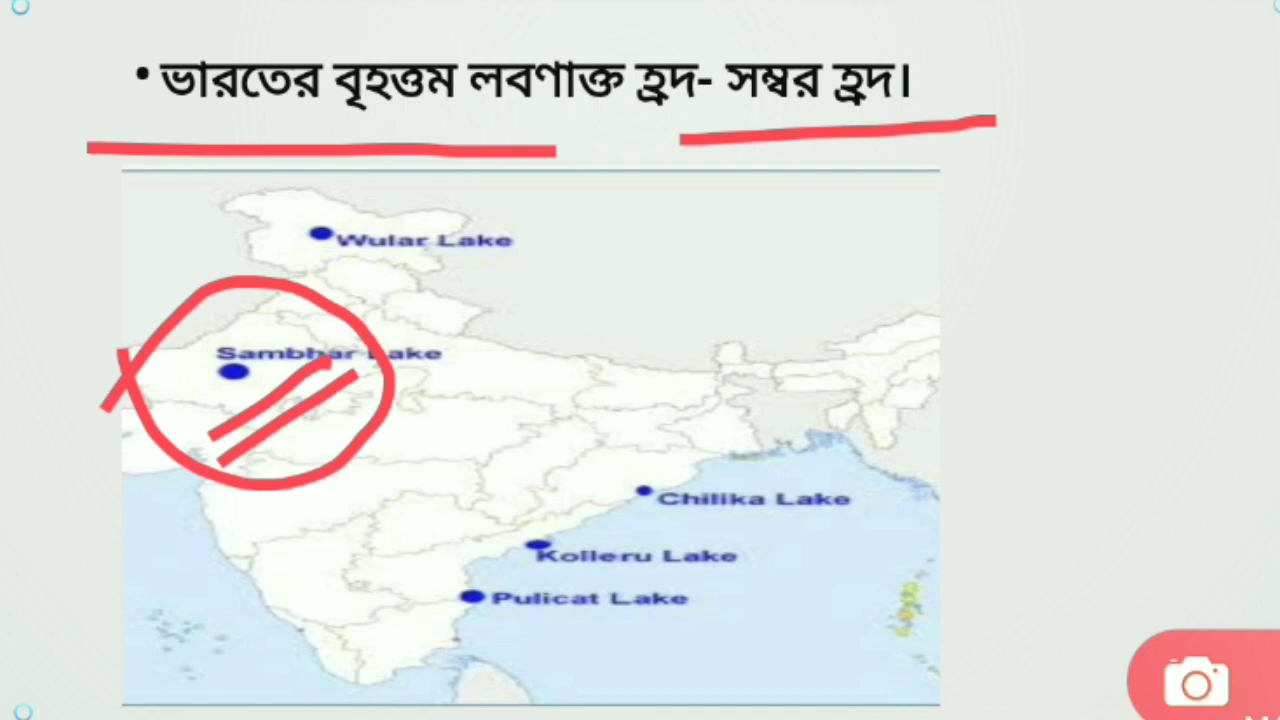 • ভারতের বৃহত্তম লবণাক্ত হ্রদ- সম্বর হ্রদ।
Wular Lake
Sambhar Lake
Chilika Lake
Kolleru Lake
Pulicat Lake